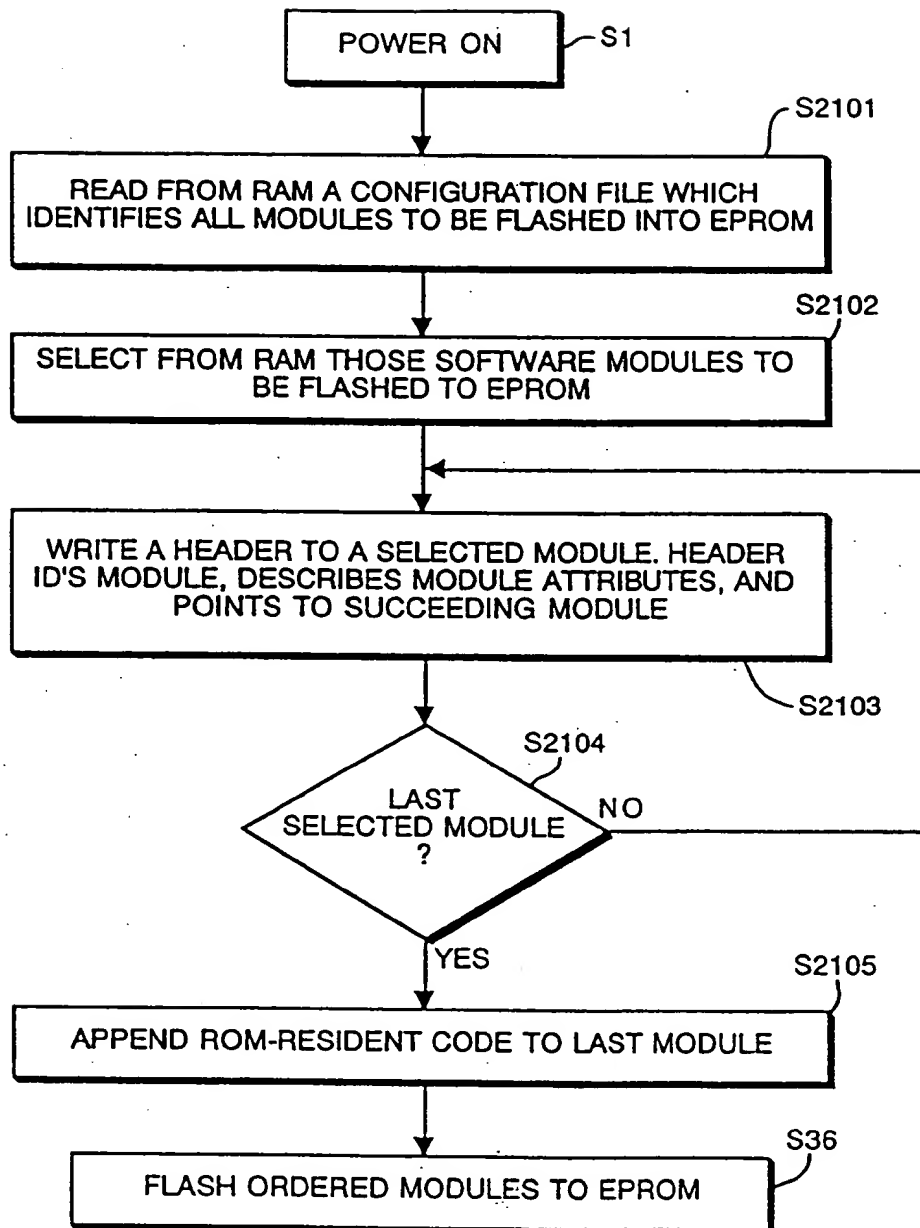 POWER ON
S1
S2101
READ FROM RAM A CONFIGURATION FILE WHICH
IDENTIFIES ALL MODULES TO BE FLASHED INTO EPROM
S2102
SELECT FROM RAM THOSE SOFTWARE MODULES TO
BE FLASHED TO EPROM
WRITE A HEADER TO A SELECTED MODULE. HEADER
ID'S MODULE, DESCRIBES MODULE ATTRIBUTES, AND
POINTS TO SUCCEEDING MODULE
S2103
S2104
LAST
SELECTED MODULE
?
NO
YES
S2105
APPEND ROM-RESIDENT CODE TO LAST MODULE
S36
FLASH ORDERED MODULES TO EPROM